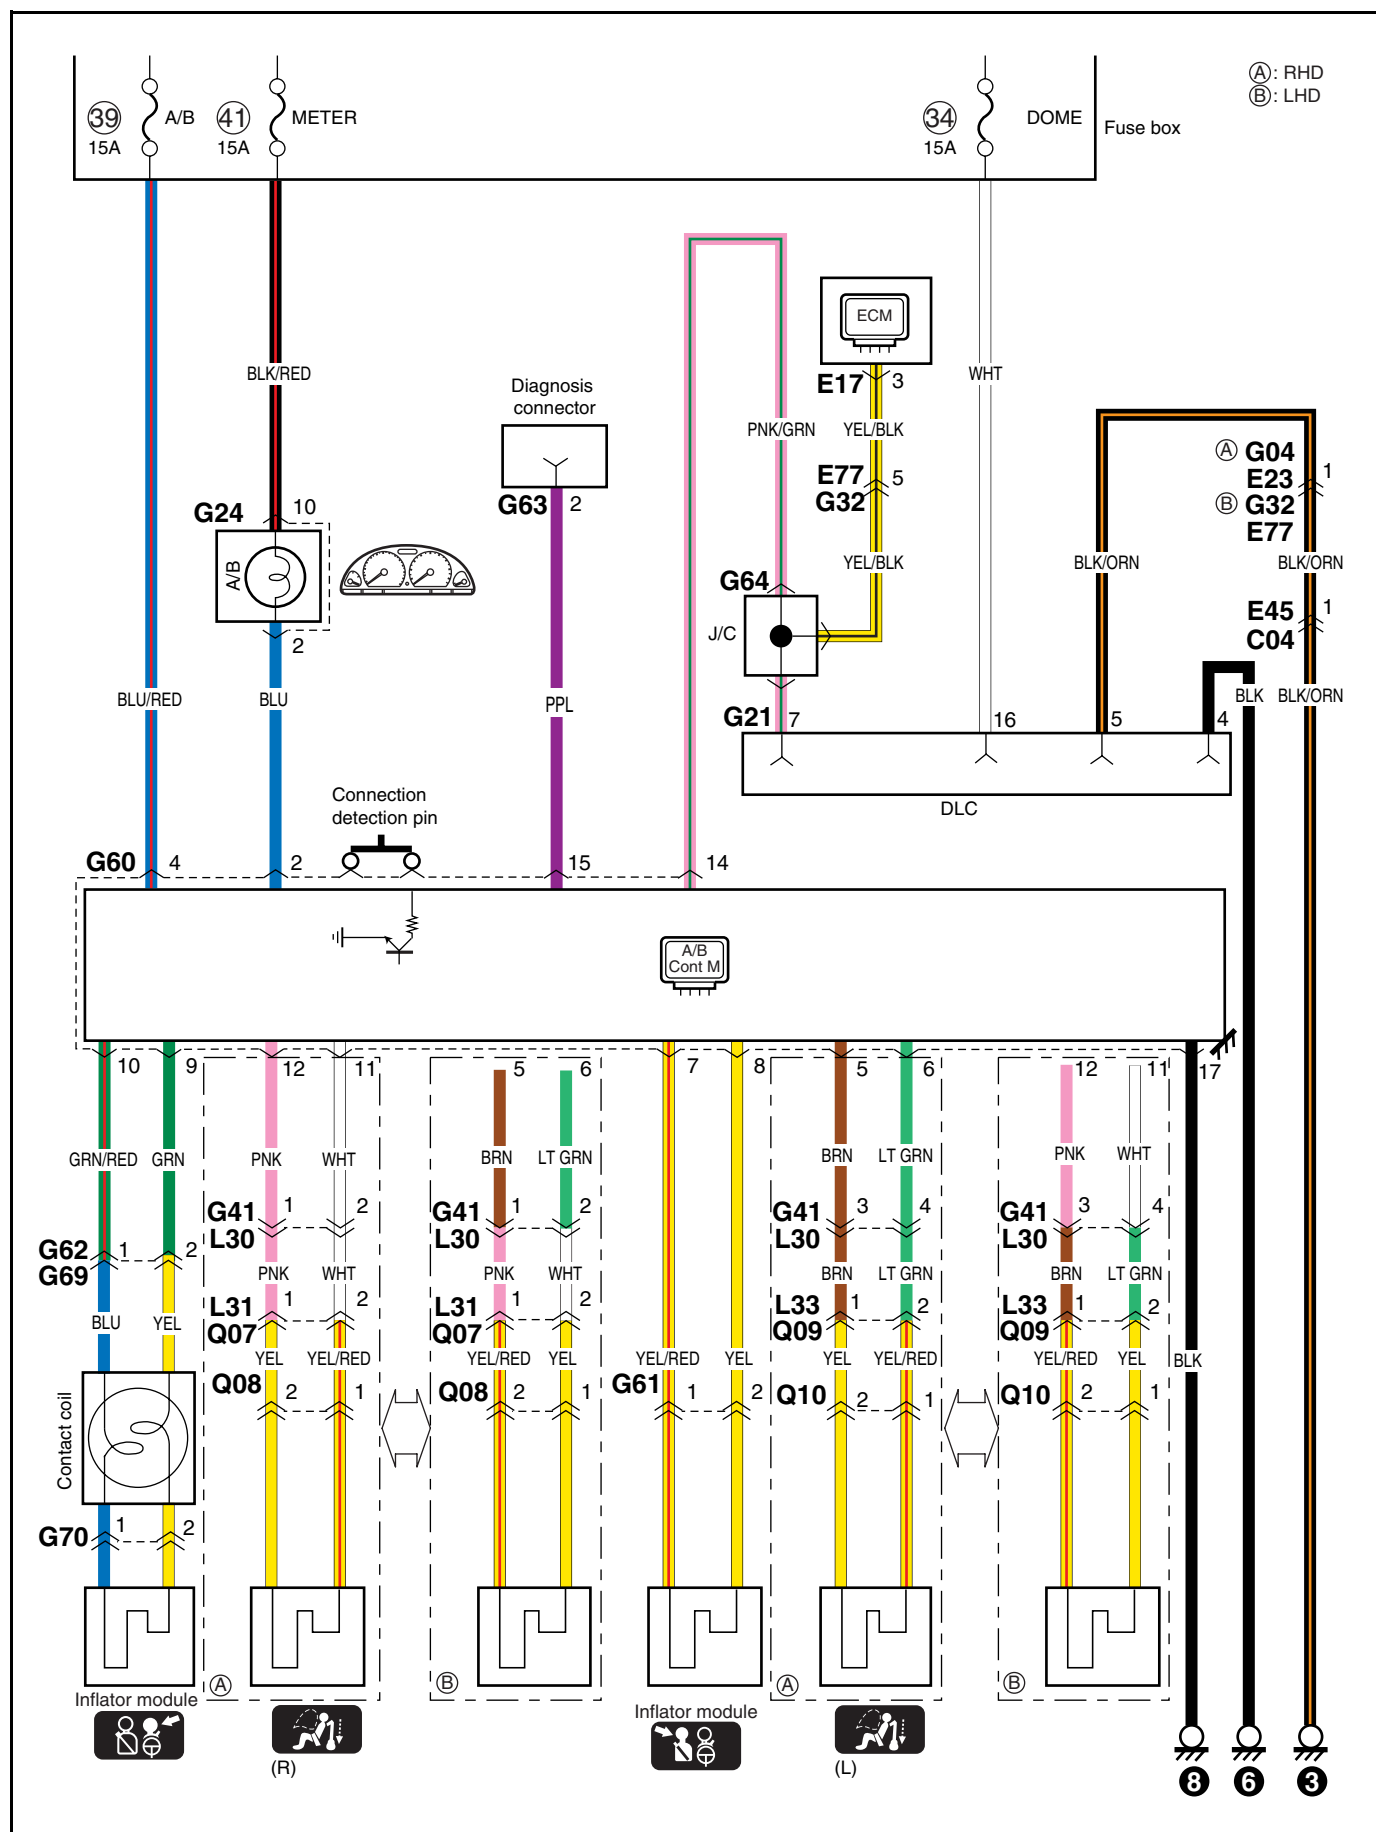 Ⓐ: RHD
Ⓑ: LHD
39 A/B 41 METER 34 DOME Fuse box
15A 15A 15A
ECM
BLK/RED E17 3 WHT
Diagnosis
connector
PNK/GRN YEL/BLK
Ⓐ G04
E77 5 E23 1
G24 10 G63 2 G32 Ⓑ G32
E77
A/B G64 YEL/BLK BLK/ORN BLK/ORN
J/C E45 1
2 C04
BLU/RED BLU PPL BLK BLK/ORN
G21 7 16 5 4
Connection
detection pin DLC
G60 4 2 15 14
A/B
Cont M
10 9 12 11 5 6 7 8 5 6 12 11 17
GRN/RED GRN PNK WHT BRN LT GRN BRN LT GRN PNK WHT
G41 1 2 G41 1 2 G41 3 4 G41 3 4
L30 L30 L30 L30
G62 1 2
G69 PNK WHT PNK WHT BRN LT GRN BRN LT GRN
L31 1 2 L31 1 2 L33 1 2 L33 1 2
BLU YEL Q07 Q07 Q09 Q09
YEL YEL/RED YEL/RED YEL YEL/RED YEL YEL YEL/RED YEL/RED YEL BLK
Q08 2 1 Q08 2 1 G61 1 2 Q10 2 1 Q10 2 1
Contact coil
G70 1 2
Ⓐ Ⓑ Ⓐ Ⓑ
Inflator module Inflator module
(R) (L)
8 6 3